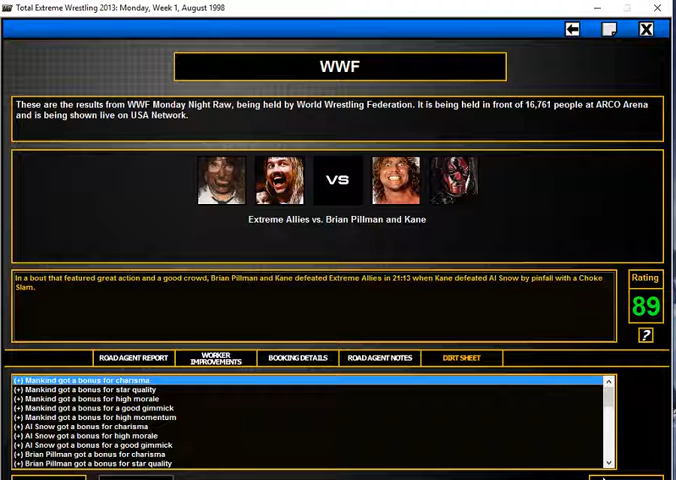 Total Extreme Wrestling 2013: Monday, Week 1, August 1998
WWF
These are the results from WWF Monday Night Raw, being held by World Wrestling Federation. It is being held in front of 16,761 people at ARCO Arena
and is being shown live on USA Network.
VS
Extreme Allies vs. Brian Pillman and Kane
In a bout that featured great action and a good crowd, Brian Pillman and Kane defeated Extreme Allies in 21:13 when Kane defeated Al Snow by pinfall with a Choke
Slam.
Rating
89
?
ROAD AGENT REPORT
WORKER
IMPROVEMENTS
BOOKING DETAILS
ROAD AGENT NOTES
DIRT SHEET
(+) Mankind got a bonus for charisma
(+) Mankind got a bonus for star quality
(+) Mankind got a bonus for high morale
(+) Mankind got a bonus for a good gimmick
(+) Mankind got a bonus for high momentum
(+) Al Snow got a bonus for charisma
(+) Al Snow got a bonus for high morale
(+) Al Snow got a bonus for a good gimmick
(+) Brian Pillman got a bonus for charisma
(+) Brian Pillman got a bonus for star quality